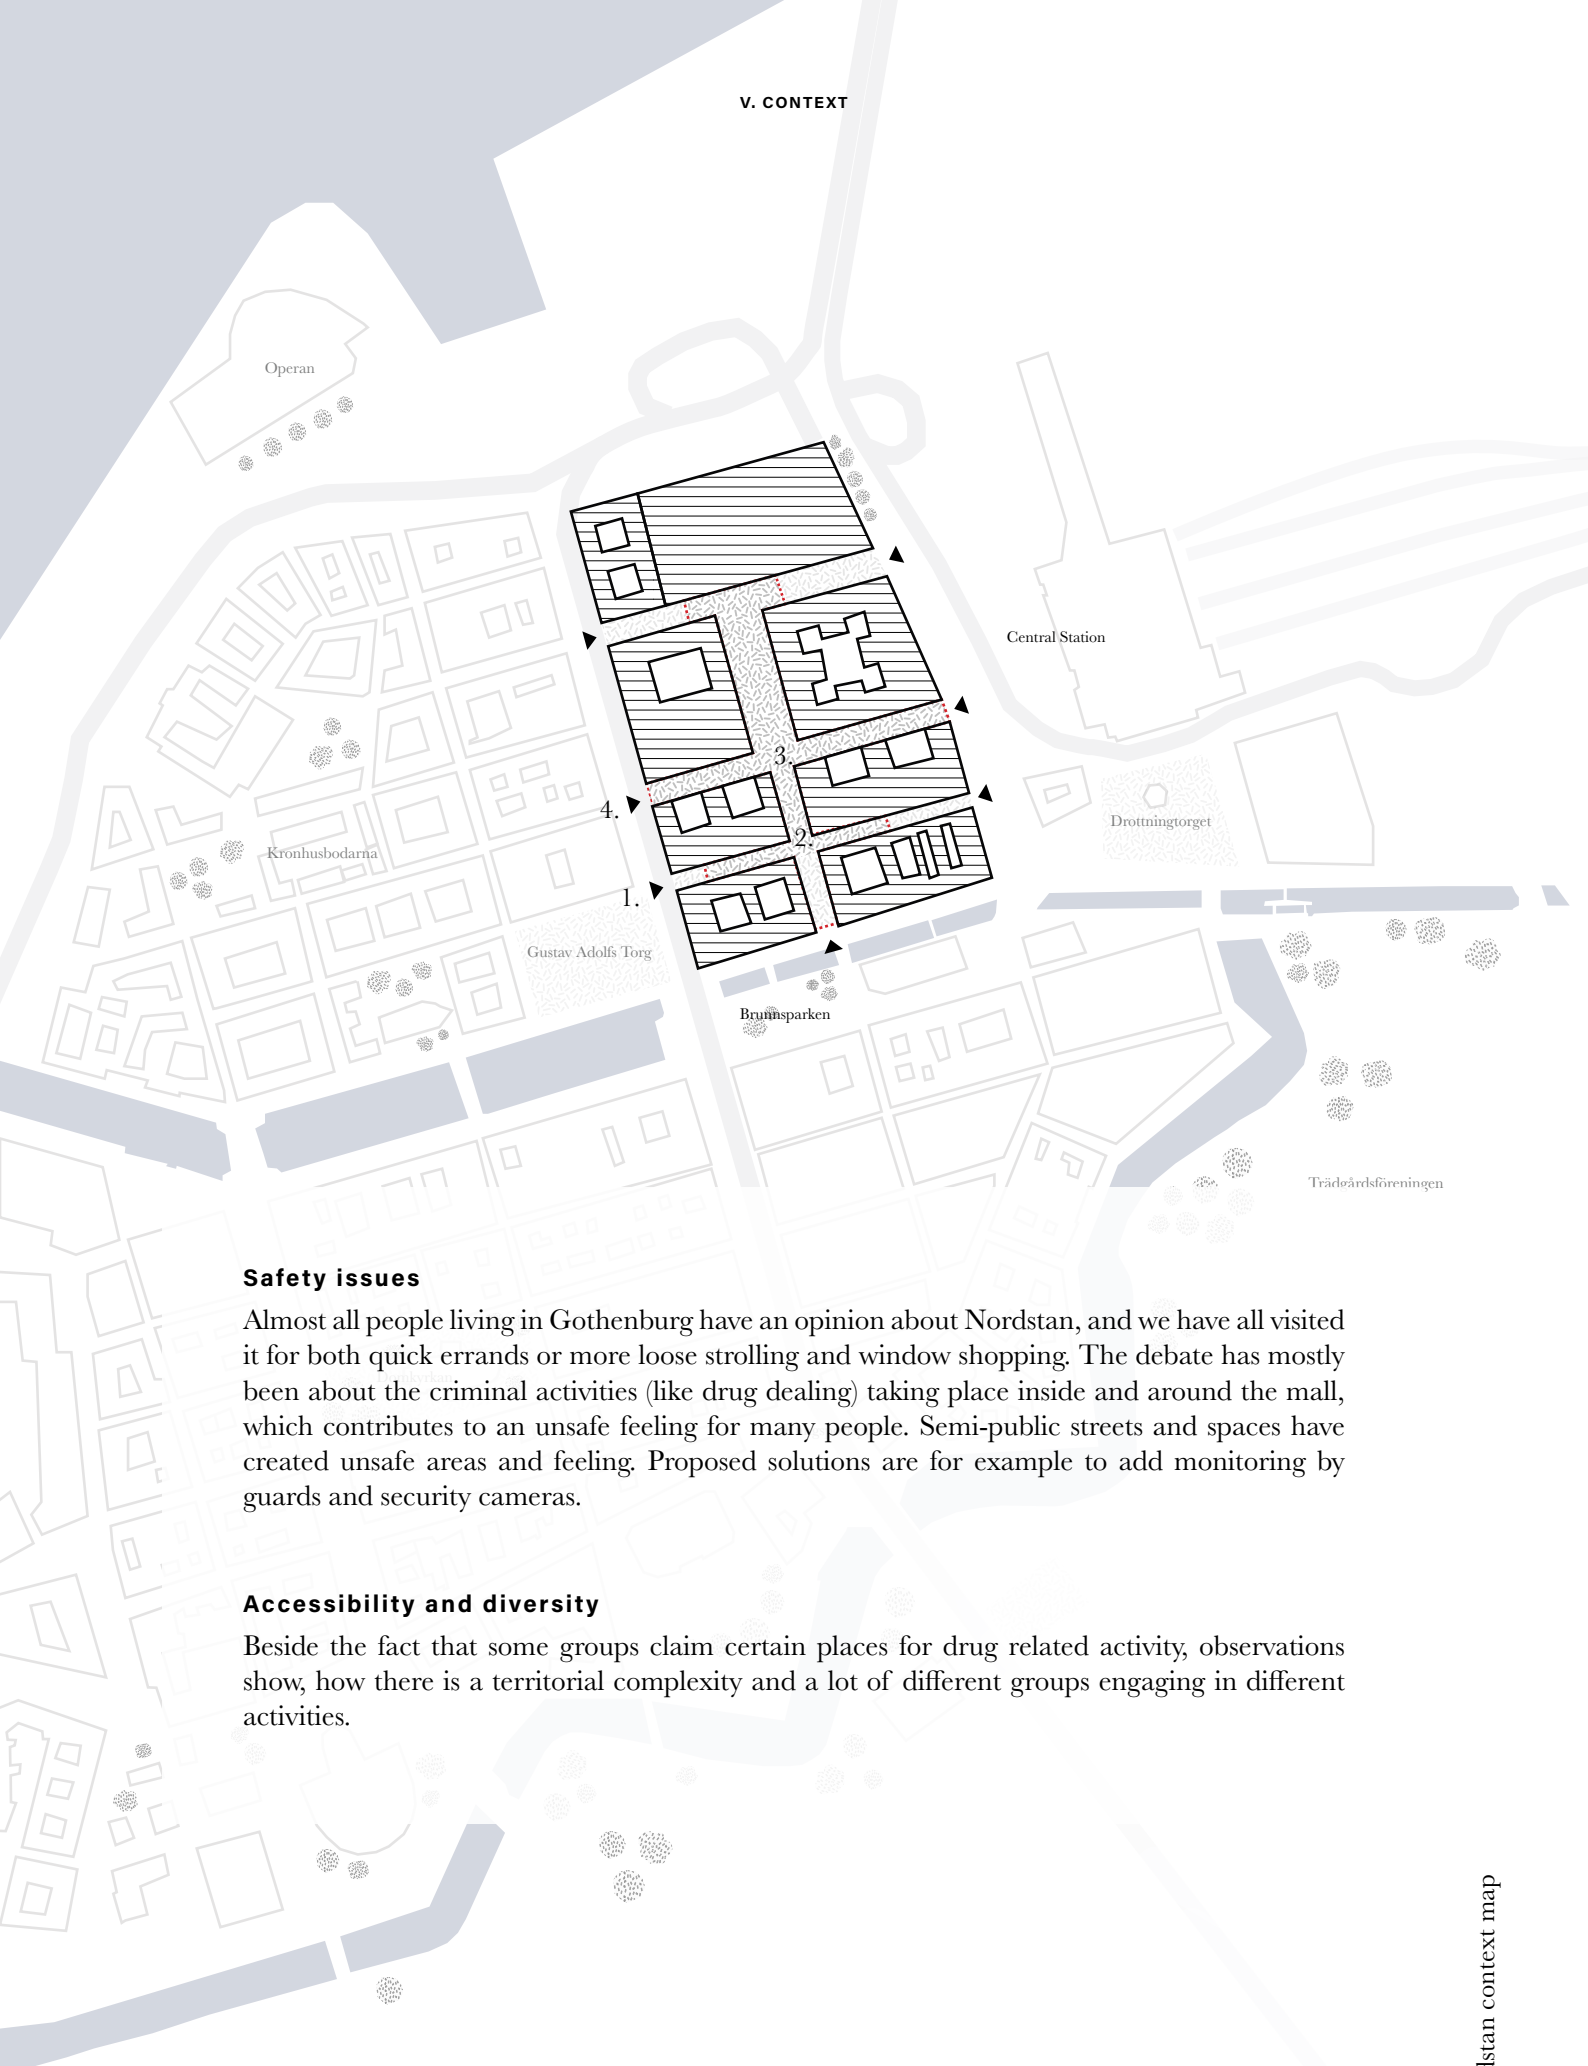 V. CONTEXT
Operan
Central Station
3.
4.
Drottningtorget
2.
Kronhusbodarna
1.
Gustav Adolfs Torg
Brunnsparken
Trädgårdsföreningen
Safety issues
Almost all people living in Gothenburg have an opinion about Nordstan, and we have all visited
it for both quick errands or more loose strolling and window shopping. The debate has mostly
been about the criminal activities (like drug dealing) taking place inside and around the mall,
which contributes to an unsafe feeling for many people. Semi-public streets and spaces have
created unsafe areas and feeling. Proposed solutions are for example to add monitoring by
guards and security cameras.
Domkyrkan
Accessibility and diversity
Beside the fact that some groups claim certain places for drug related activity, observations
show, how there is a territorial complexity and a lot of different groups engaging in different
activities.
context map